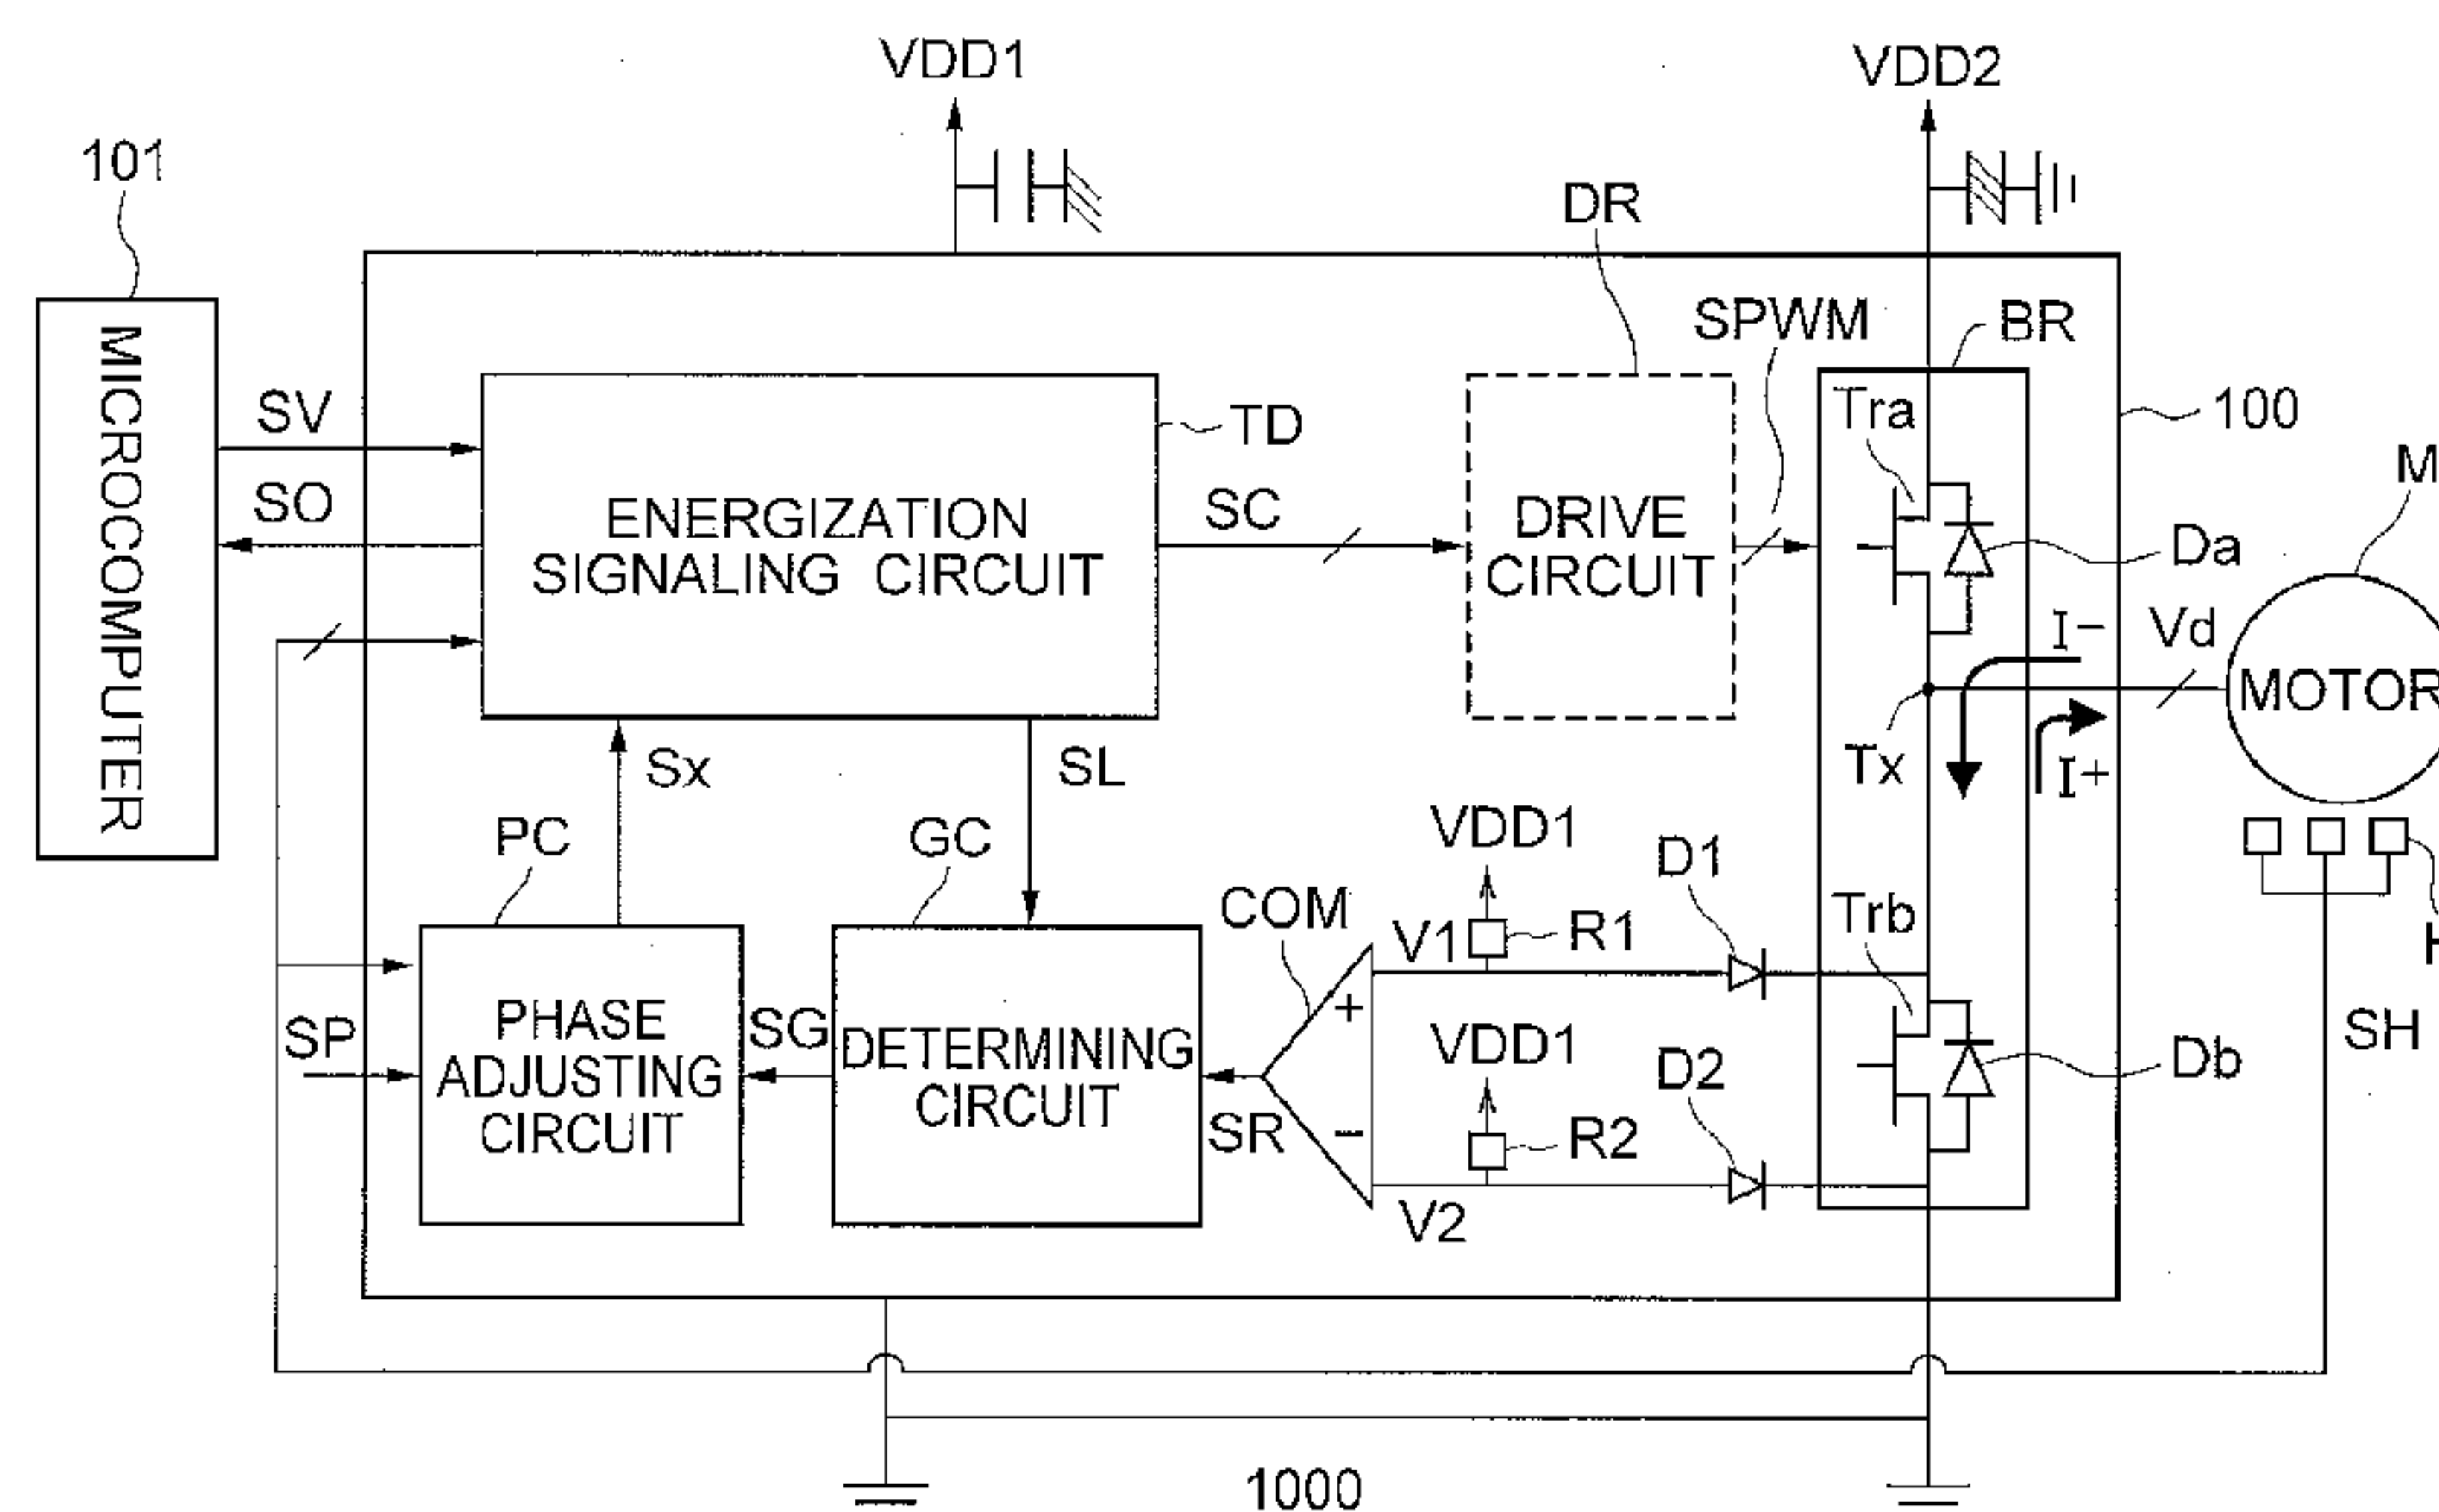 VDD1
VDD2
101
DR
SPWM
BR
MICROCOMPUTER
SV
TD
Tra
100
SO
ENERGIZATION
SIGNALING CIRCUIT
SC
DRIVE
CIRCUIT
M
Da
I-
Vd
MOTOR
Sx
SL
Tx
I+
PC
GC
VDD1
D1
COM
V1
R1
Trb
H
PHASE
ADJUSTING
CIRCUIT
SP
SG
DETERMINING
CIRCUIT
+
VDD1
D2
SH
Db
SR
-
R2
V2
1000